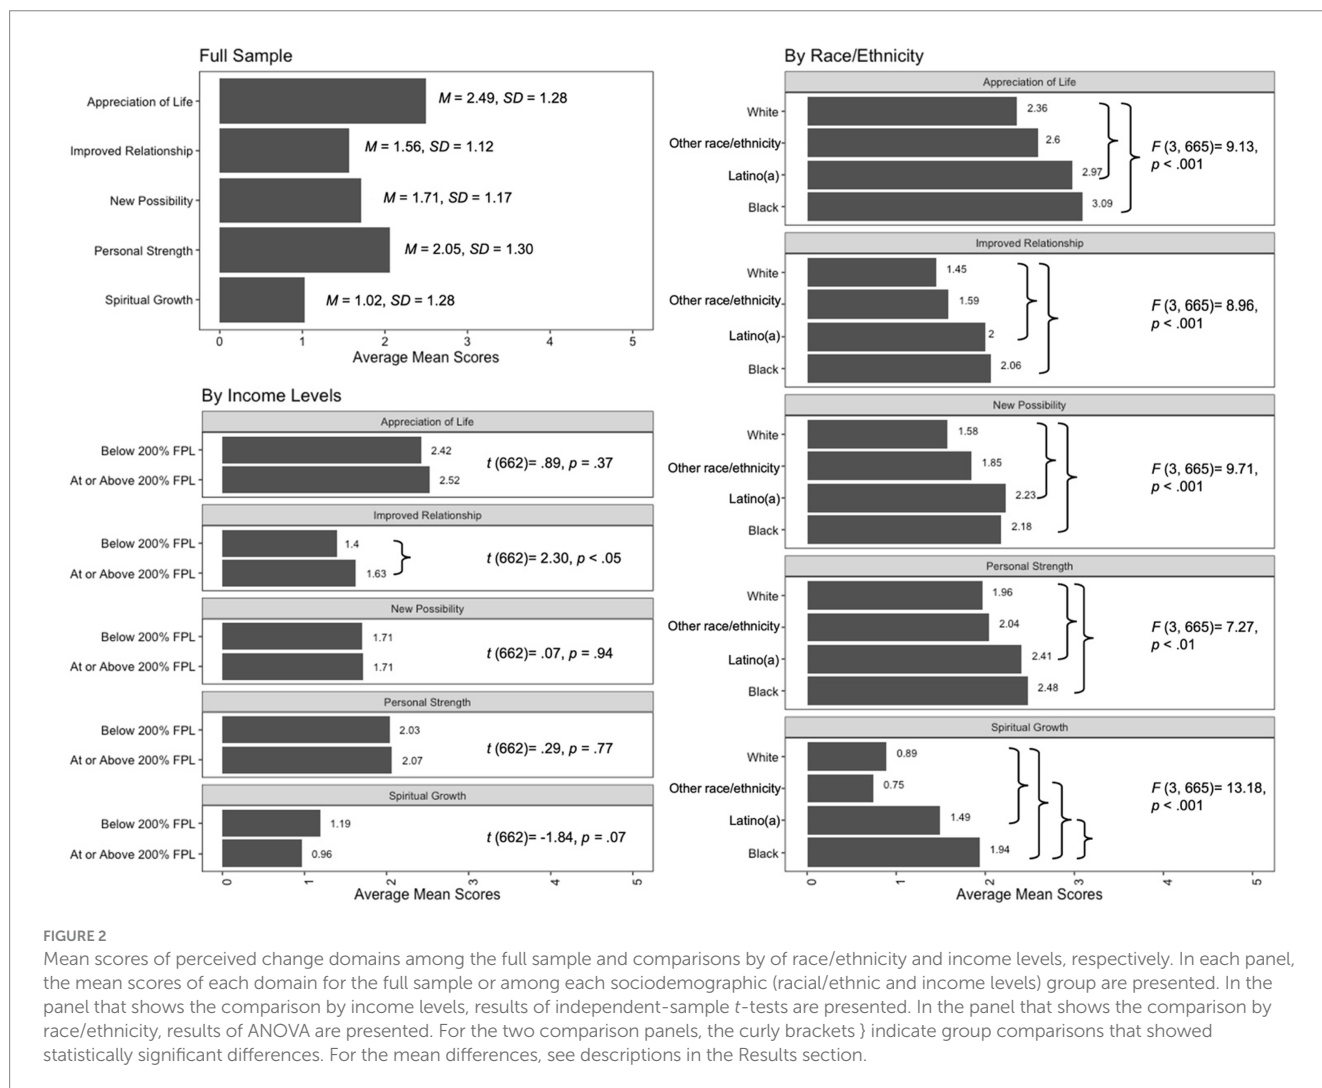 Full Sample
Appreciation of Life
M = 2.49, SD = 1.28
Improved Relationship
M = 1.56, SD = 1.12
New Possibility
M = 1.71, SD = 1.17
Personal Strength
M = 2.05, SD = 1.30
Spiritual Growth
M = 1.02, SD = 1.28
0 1 2 3 4 5
Average Mean Scores
By Income Levels
Appreciation of Life
Below 200% FPL 2.42
At or Above 200% FPL 2.52
t (662)= .89, p = .37
Improved Relationship
Below 200% FPL 1.4
At or Above 200% FPL 1.63
t (662)= 2.30, p < .05
New Possibility
Below 200% FPL 1.71
At or Above 200% FPL 1.71
t (662)= .07, p = .94
Personal Strength
Below 200% FPL 2.03
At or Above 200% FPL 2.07
t (662)= .29, p = .77
Spiritual Growth
Below 200% FPL 1.19
At or Above 200% FPL 0.96
t (662)= -1.84, p = .07
0 1 2 3 4 5
Average Mean Scores
By Race/Ethnicity
Appreciation of Life
White 2.36
Other race/ethnicity 2.6
Latino(a) 2.97
Black 3.09
F (3, 665)= 9.13,
p < .001
Improved Relationship
White 1.45
Other race/ethnicity 1.59
Latino(a) 2
Black 2.06
F (3, 665)= 8.96,
p < .001
New Possibility
White 1.58
Other race/ethnicity 1.85
Latino(a) 2.23
Black 2.18
F (3, 665)= 9.71,
p < .001
Personal Strength
White 1.96
Other race/ethnicity 2.04
Latino(a) 2.41
Black 2.48
F (3, 665)= 7.27,
p < .01
Spiritual Growth
White 0.89
Other race/ethnicity 0.75
Latino(a) 1.49
Black 1.94
F (3, 665)= 13.18,
p < .001
0 1 2 3 4 5
Average Mean Scores
FIGURE 2
Mean scores of perceived change domains among the full sample and comparisons by of race/ethnicity and income levels, respectively. In each panel,
the mean scores of each domain for the full sample or among each sociodemographic (racial/ethnic and income levels) group are presented. In the
panel that shows the comparison by income levels, results of independent-sample t-tests are presented. In the panel that shows the comparison by
race/ethnicity, results of ANOVA are presented. For the two comparison panels, the curly brackets } indicate group comparisons that showed
statistically significant differences. For the mean differences, see descriptions in the Results section.